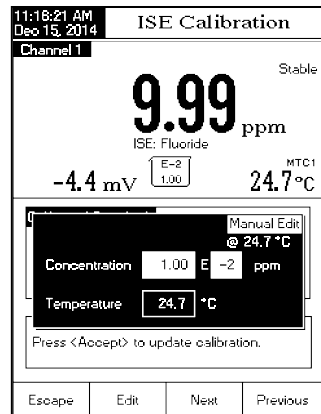 11:16:21 AM
Dec 15, 2014
ISE Calibration
Channel 1
Stable
9.99 ppm
ISE: Fluoride
-4.4 mV
E-2
1.00
MTC1
24.7°C
Manual Edit
@ 24.7 °C
Concentration 1.00 E -2 ppm
Temperature 24.7 °C
Press <Accept> to update calibration.
Escape Edit Next Previous